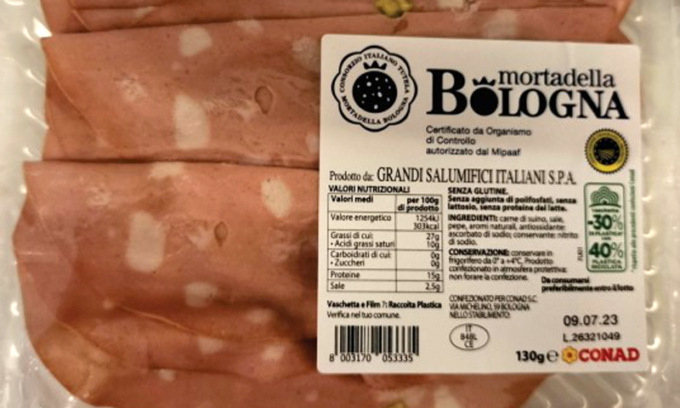 CONSORZIO ITALIANO TUTELA
MORTADELLA BOLOGNA
mortadella
BOLOGNA
Certificato da Organismo
di Controllo
autorizzato dal Mipaaf
Prodotto da: GRANDI SALUMIFICI ITALIANI S.P.A.
VALORI NUTRIZIONALI
Valori medi per 100g
di prodotto
Valore energetico 1254kJ
303kcal
Grassi di cui: 27g
• Acidi grassi saturi 10g
Carboidrati di cui: 0g
• Zuccheri 0g
Proteine 15g
Sale 2,5g
Vaschetta e Film 7: Raccolta Plastica
Verifica nel tuo comune.
8 003170 053335
SENZA GLUTINE.
Senza aggiunta di polifosfati, senza
lattosio, senza proteine del latte.
INGREDIENTI: carne di suino, sale,
pepe, aromi naturali, antiossidante:
ascorbato di sodio; conservante: nitrito
di sodio.
CONSERVAZIONE: conservare in
frigorifero da 0° a +4°C. Prodotto
confezionato in atmosfera protettiva:
non forare la confezione.
CONFEZIONATO PER CONAD S.C.
VIA MICHELINO, 59 BOLOGNA
NELLO STABILIMENTO:
IT
CE
130g e CONAD
-30%
DI PLASTICA*
40%
PLASTICA
RICICLATA
Da consumarsi
preferibilmente entro il/lotto
09.07.23
L.26321049